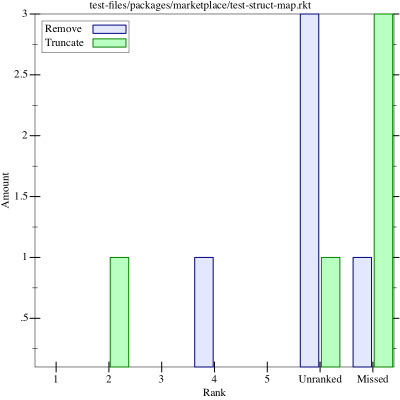 test-files/packages/marketplace/test-struct-map.rkt
Remove
Truncate
3
2.5
2
1.5
1
.5
Amount
1 2 3 4 5 Unranked Missed
Rank